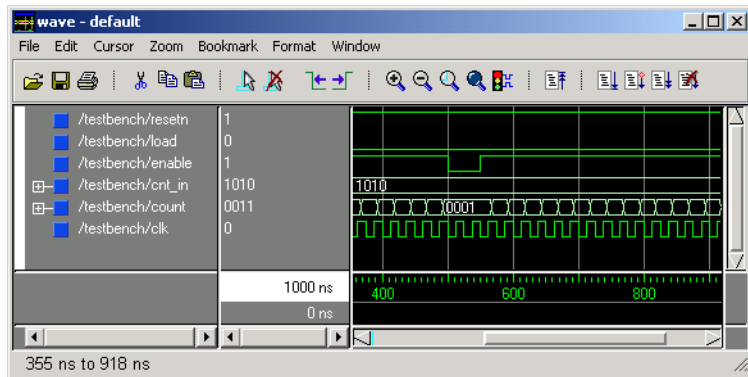 wave - default
File Edit Cursor Zoom Bookmark Format Window
/testbench/resetn 1
/testbench/load 0
/testbench/enable 1
/testbench/cnt_in 1010 1010
/testbench/count 0011 0001
/testbench/clk 0
1000 ns 400 600 800
0 ns
355 ns to 918 ns